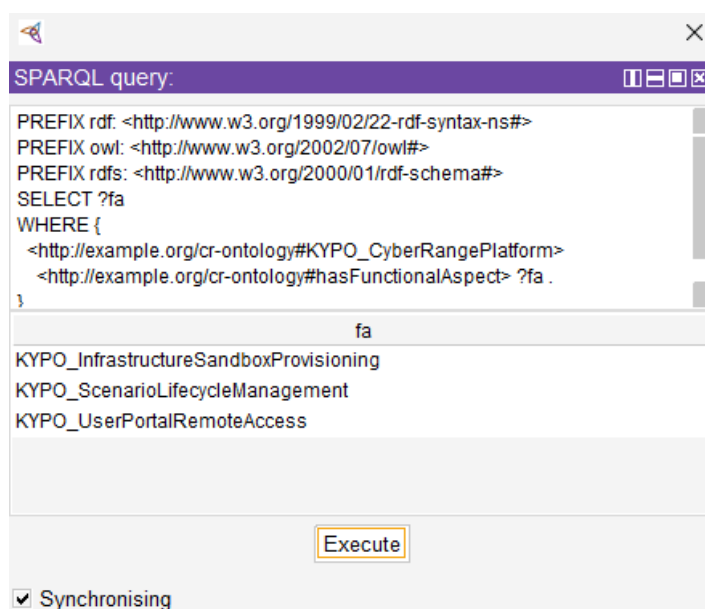 SPARQL query:
PREFIX rdf: <http://www.w3.org/1999/02/22-rdf-syntax-ns#>
PREFIX owl: <http://www.w3.org/2002/07/owl#>
PREFIX rdfs: <http://www.w3.org/2000/01/rdf-schema#>
SELECT ?fa
WHERE {
<http://example.org/cr-ontology#KYPO_CyberRangePlatform>
<http://example.org/cr-ontology#hasFunctionalAspect> ?fa .
}
fa
KYPO_InfrastructureSandboxProvisioning
KYPO_ScenarioLifecycleManagement
KYPO_UserPortalRemoteAccess
Execute
Synchronising